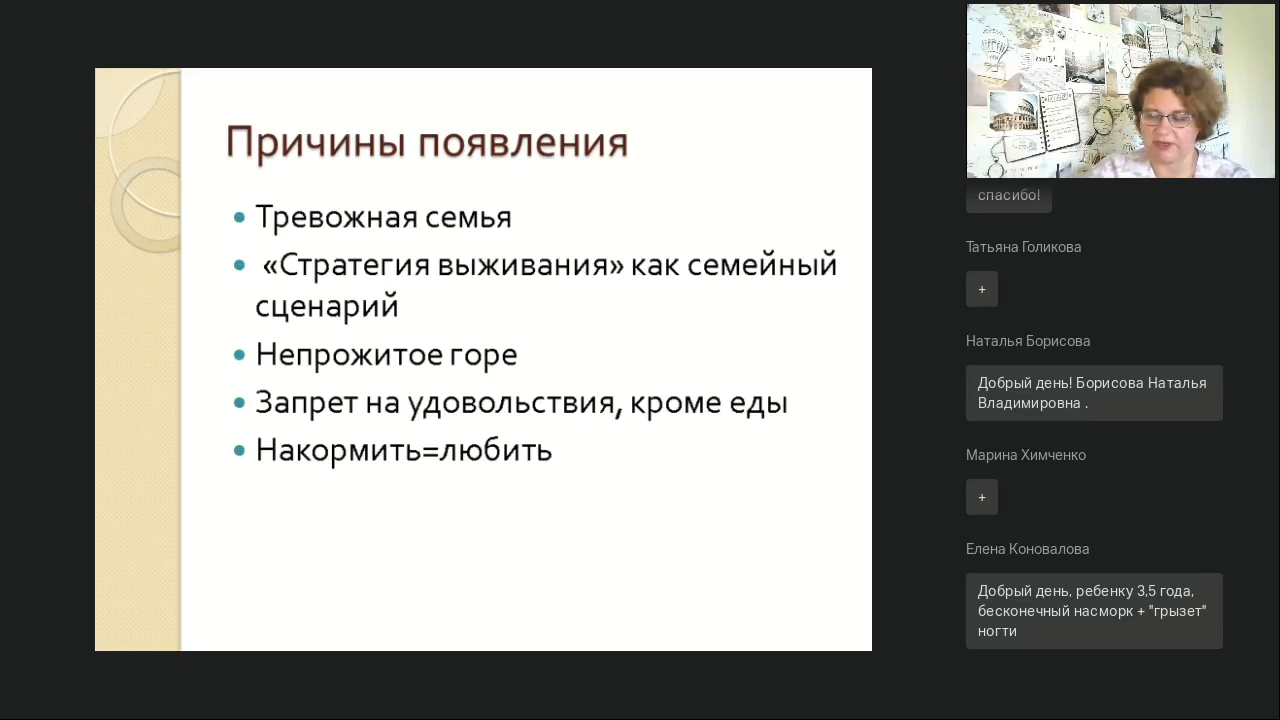 Причины появления
Тревожная семья
«Стратегия выживания» как семейный
сценарий
Непрожитое горе
Запрет на удовольствия, кроме еды
Накормить=любить
спасибо!
Татьяна Голикова
+
Наталья Борисова
Добрый день! Борисова Наталья
Владимировна .
Марина Химченко
+
Елена Коновалова
Добрый день, ребенку 3,5 года,
бесконечный насморк + "грызет"
ногти